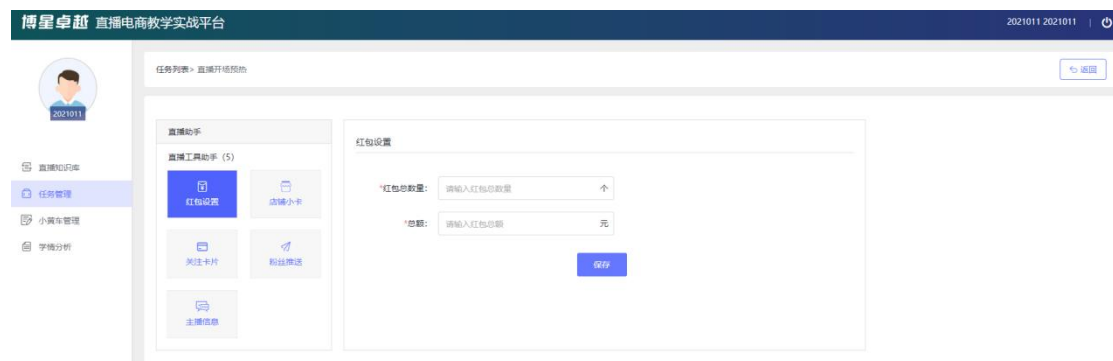 博星卓越 直播电商教学实战平台
2021011 2021011
2021011
任务列表> 直播开场预热
返回
直播知识库
任务管理
小黄车管理
学情分析
直播助手
直播工具助手（5）
红包设置
店铺小卡
关注卡片
粉丝推送
主播信息
红包设置
*红包总数量： 请输入红包总数量 个
*总额： 请输入红包总额 元
保存